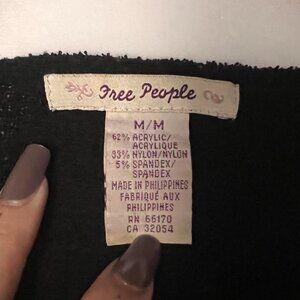 Free People
M/M
62% ACRYLIC/
ACRYLIQUE
33% NYLON/NYLON
5% SPANDEX/
SPANDEX
MADE IN PHILIPPINES
FABRIQUÉ AUX
PHILIPPINES
RN 66170
CA 32054